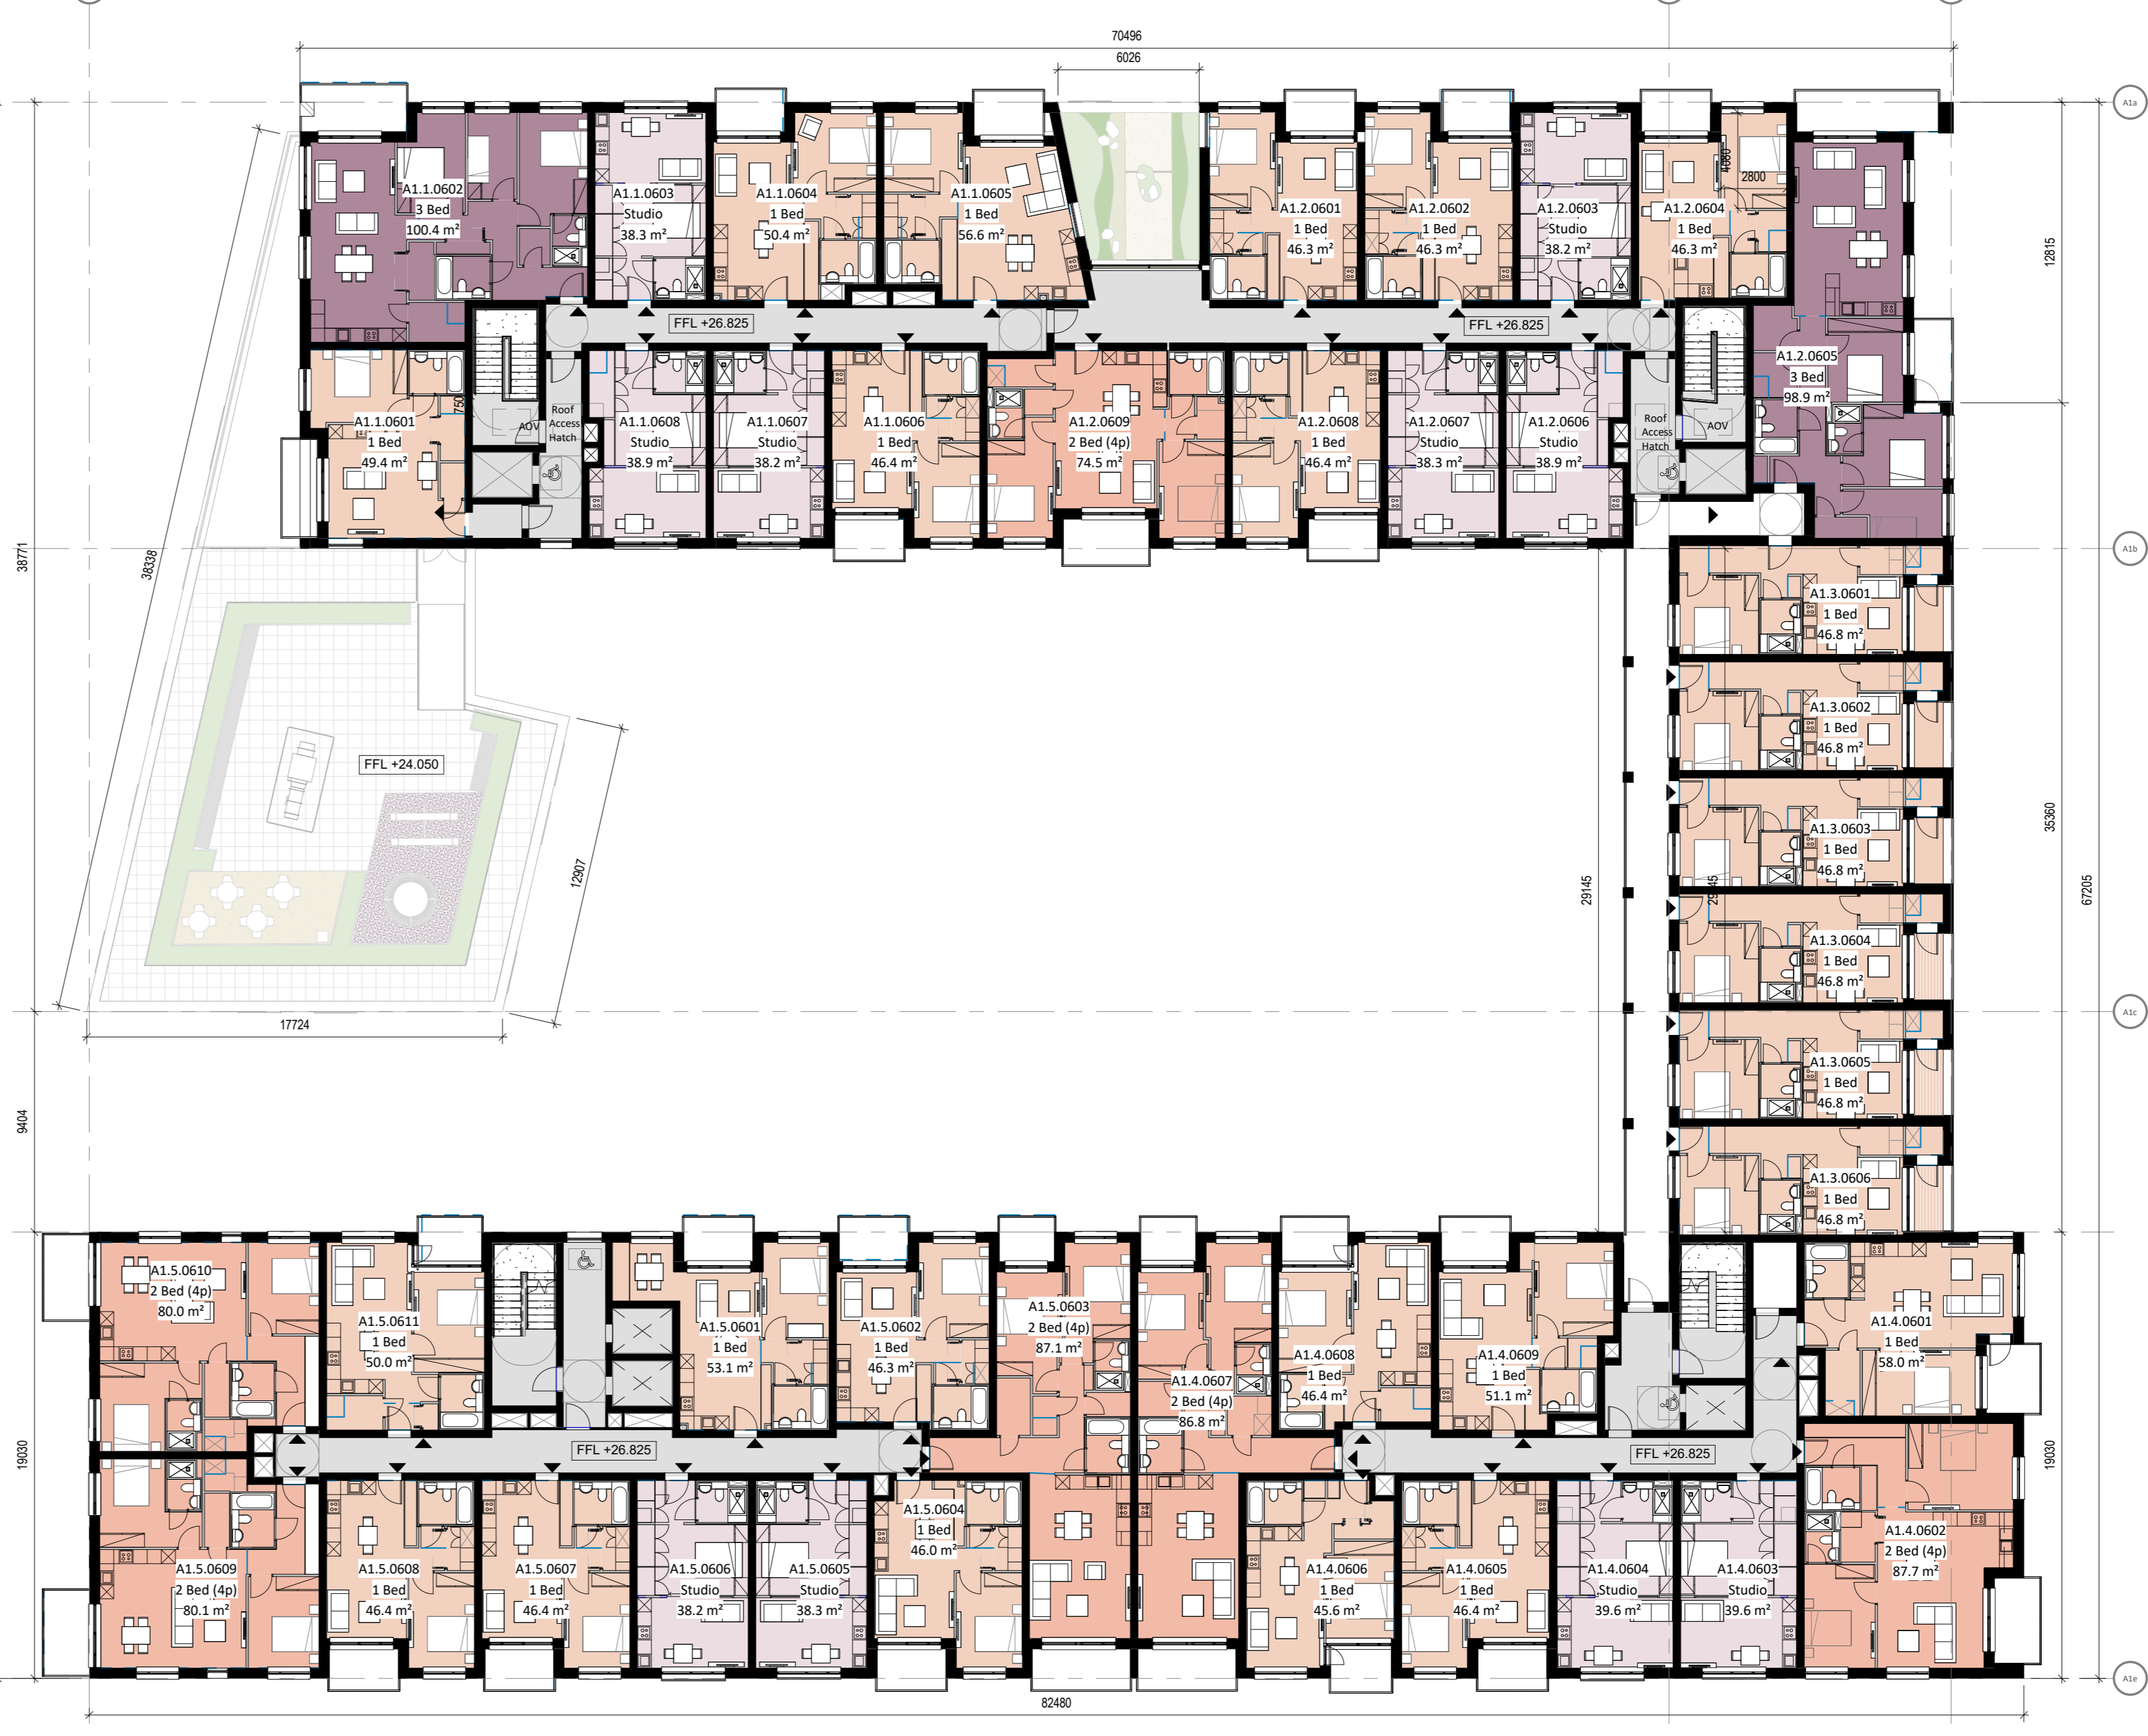 70496
6026
A1a
A1.1.0602
3 Bed
100.4 m²
A1.1.0603
Studio
38.3 m²
A1.1.0604
1 Bed
50.4 m²
A1.1.0605
1 Bed
56.6 m²
A1.2.0601
1 Bed
46.3 m²
A1.2.0602
1 Bed
46.3 m²
A1.2.0603
Studio
38.2 m²
A1.2.0604
1 Bed
46.3 m²
4080
2800
12815
FFL +26.825
FFL +26.825
A1.2.0605
3 Bed
98.9 m²
A1.1.0601
1 Bed
49.4 m²
750
AOV
Roof
Access
Hatch
A1.1.0608
Studio
38.9 m²
A1.1.0607
Studio
38.2 m²
A1.1.0606
1 Bed
46.4 m²
A1.2.0609
2 Bed (4p)
74.5 m²
A1.2.0608
1 Bed
46.4 m²
A1.2.0607
Studio
38.3 m²
A1.2.0606
Studio
38.9 m²
Roof
Access
Hatch
AOV
A1b
38771
38338
A1.3.0601
1 Bed
46.8 m²
A1.3.0602
1 Bed
46.8 m²
FFL +24.050
A1.3.0603
1 Bed
46.8 m²
12907
29145
29145
35360
67205
A1.3.0604
1 Bed
46.8 m²
A1c
17724
A1.3.0605
1 Bed
46.8 m²
9404
A1.3.0606
1 Bed
46.8 m²
A1.5.0610
2 Bed (4p)
80.0 m²
A1.5.0611
1 Bed
50.0 m²
A1.5.0601
1 Bed
53.1 m²
A1.5.0602
1 Bed
46.3 m²
A1.5.0603
2 Bed (4p)
87.1 m²
A1.4.0607
2 Bed (4p)
86.8 m²
A1.4.0608
1 Bed
46.4 m²
A1.4.0609
1 Bed
51.1 m²
A1.4.0601
1 Bed
58.0 m²
19030
FFL +26.825
FFL +26.825
19030
A1.5.0609
2 Bed (4p)
80.1 m²
A1.5.0608
1 Bed
46.4 m²
A1.5.0607
1 Bed
46.4 m²
A1.5.0606
Studio
38.2 m²
A1.5.0605
Studio
38.3 m²
A1.5.0604
1 Bed
46.0 m²
A1.4.0606
1 Bed
45.6 m²
A1.4.0605
1 Bed
46.4 m²
A1.4.0604
Studio
39.6 m²
A1.4.0603
Studio
39.6 m²
A1.4.0602
2 Bed (4p)
87.7 m²
A1e
82480